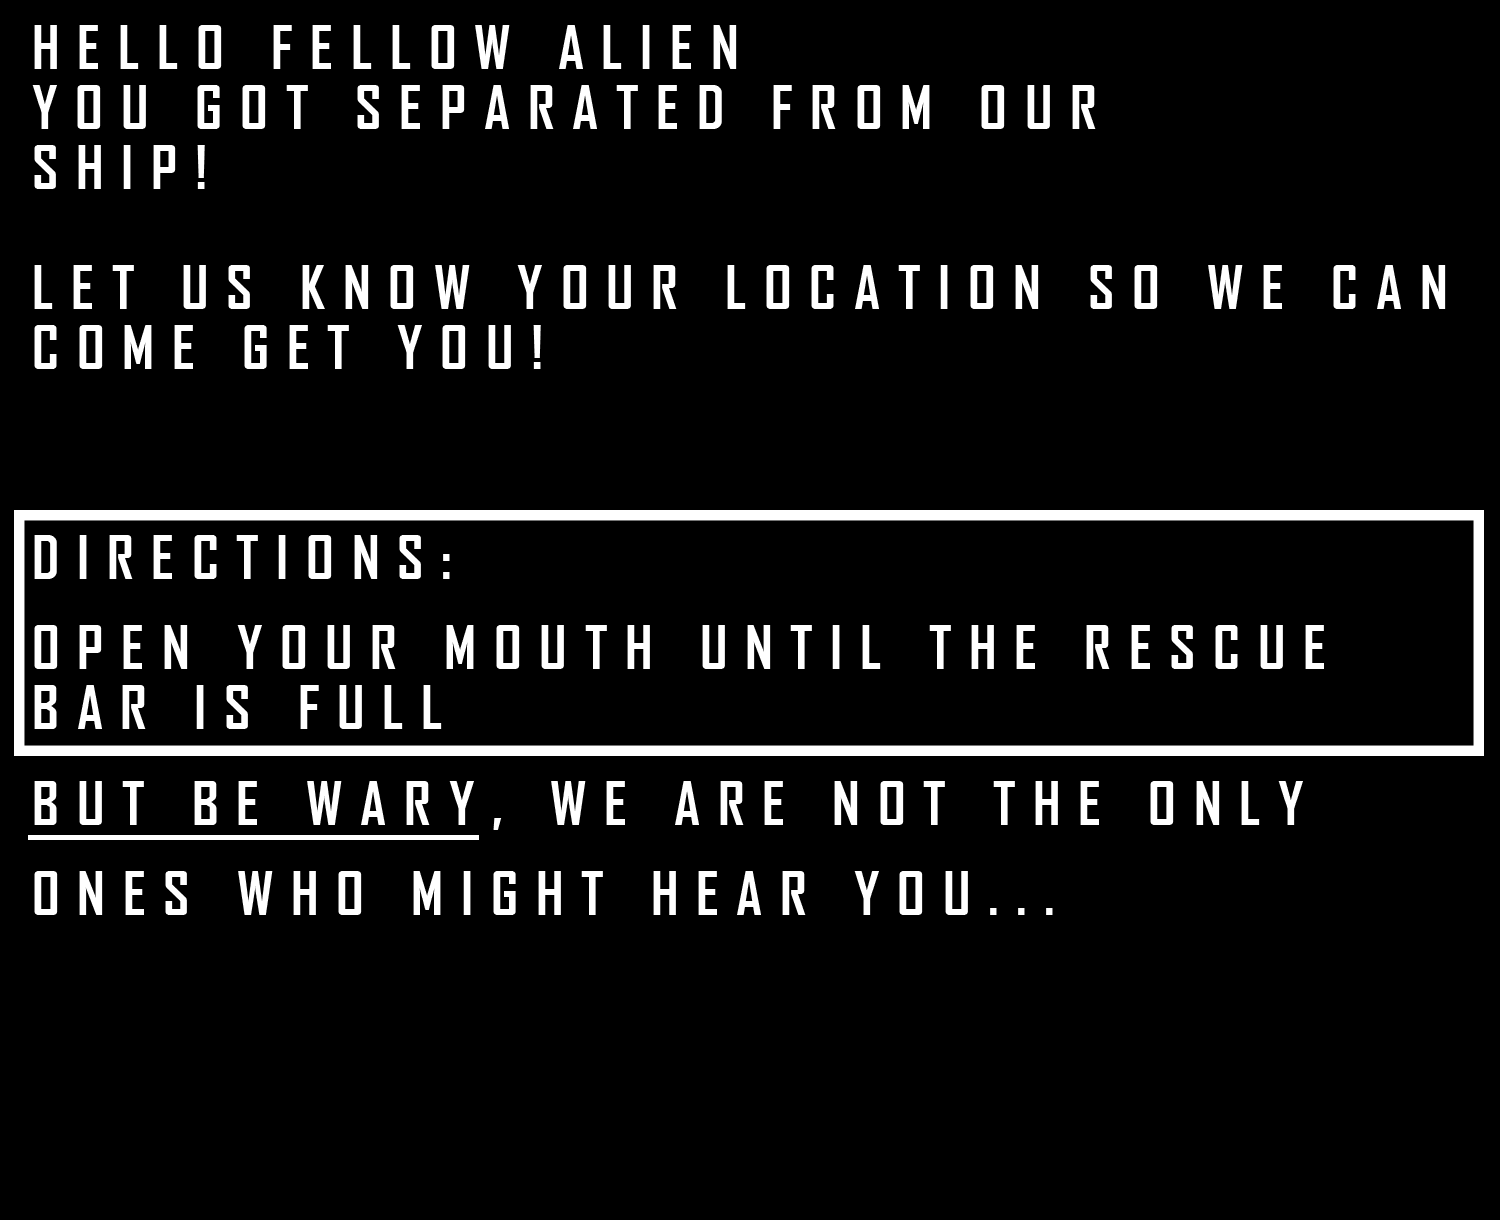 HELLO FELLOW ALIEN
YOU GOT SEPARATED FROM OUR
SHIP!
LET US KNOW YOUR LOCATION SO WE CAN
COME GET YOU!
DIRECTIONS:
OPEN YOUR MOUTH UNTIL THE RESCUE
BAR IS FULL
BUT BE WARY, WE ARE NOT THE ONLY
ONES WHO MIGHT HEAR YOU...